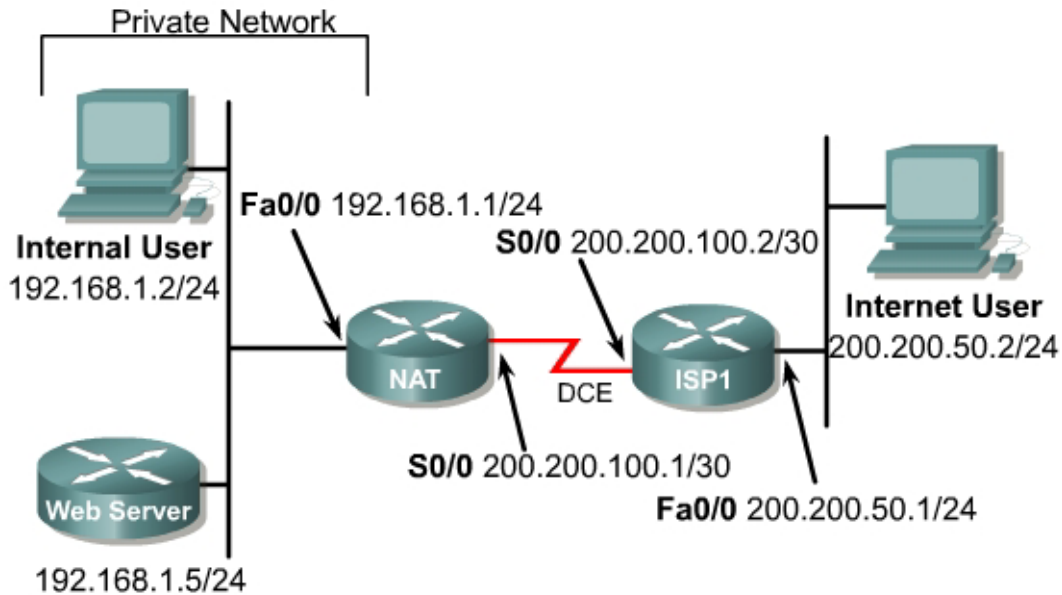 Private Network
Fa0/0 192.168.1.1/24
Internal User
192.168.1.2/24
S0/0 200.200.100.2/30
Internet User
200.200.50.2/24
NAT
DCE
ISP1
S0/0 200.200.100.1/30
Fa0/0 200.200.50.1/24
Web Server
192.168.1.5/24